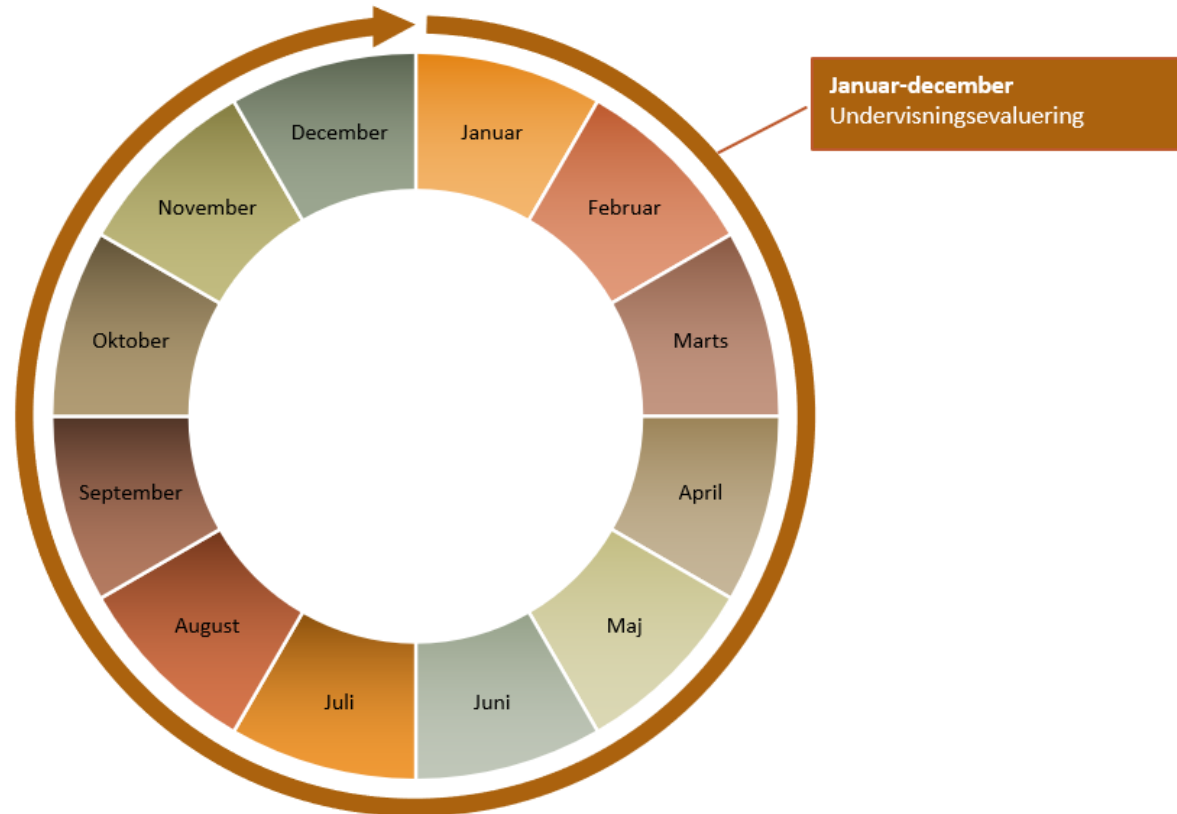 Januar-december
Undervisningsevaluering
Januar
Februar
Marts
April
Maj
Juni
Juli
August
September
Oktober
November
December